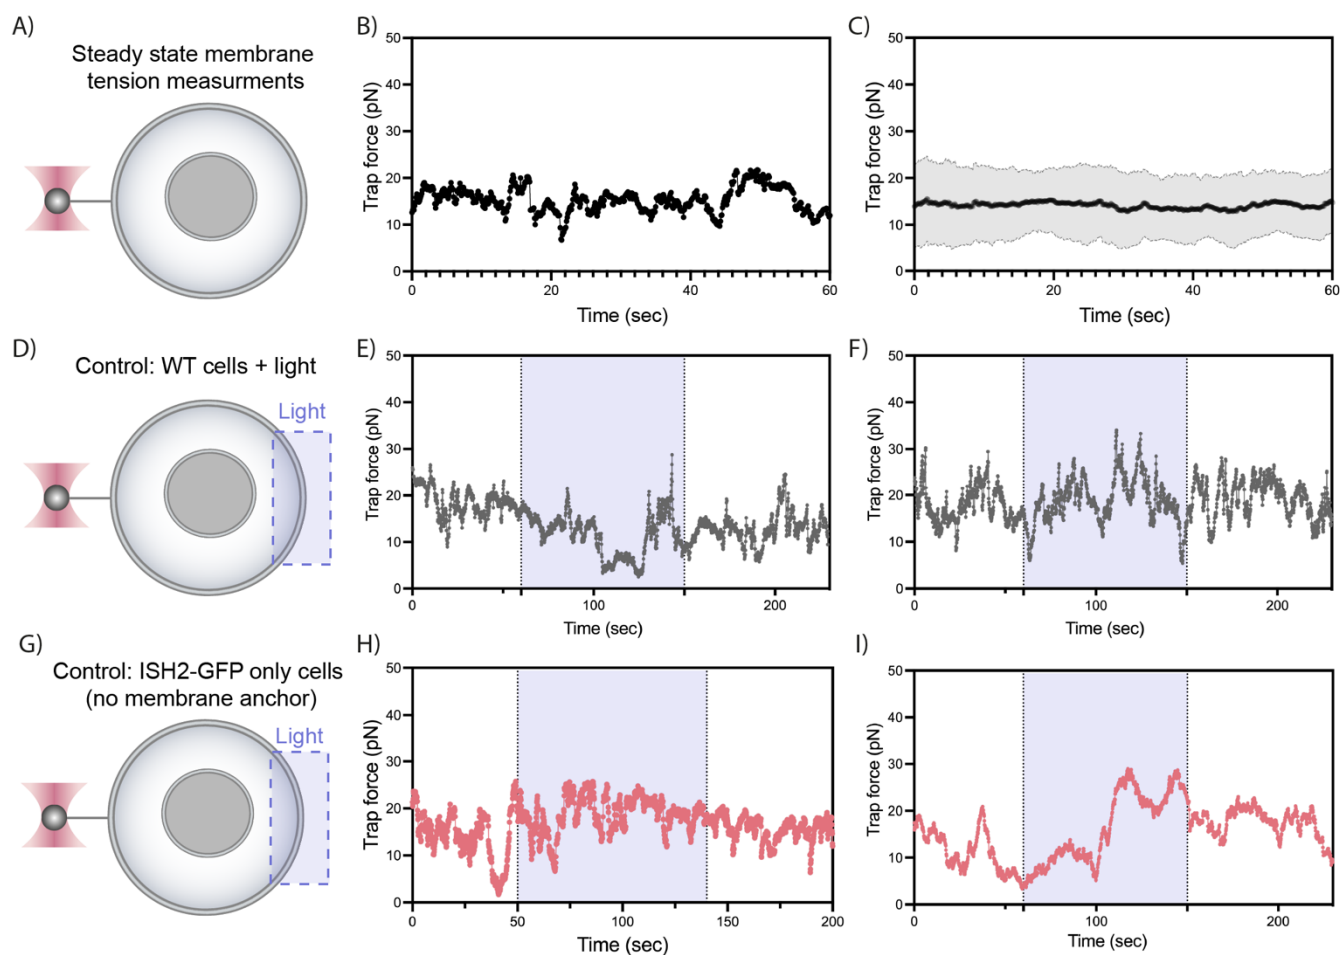 A)
Steady state membrane
tension measurments
B)
Trap force (pN)
50
40
30
20
10
0
0
20
40
60
Time (sec)
C)
Trap force (pN)
50
40
30
20
10
0
0
20
40
60
Time (sec)
D)
Control: WT cells + light
Light
E)
Trap force (pN)
50
40
30
20
10
0
0
100
200
Time (sec)
F)
Trap force (pN)
50
40
30
20
10
0
0
100
200
Time (sec)
G)
Control: ISH2-GFP only cells
(no membrane anchor)
Light
H)
Trap force (pN)
50
40
30
20
10
0
0
50
100
150
200
Time (sec)
I)
Trap force (pN)
50
40
30
20
10
0
0
100
200
Time (sec)